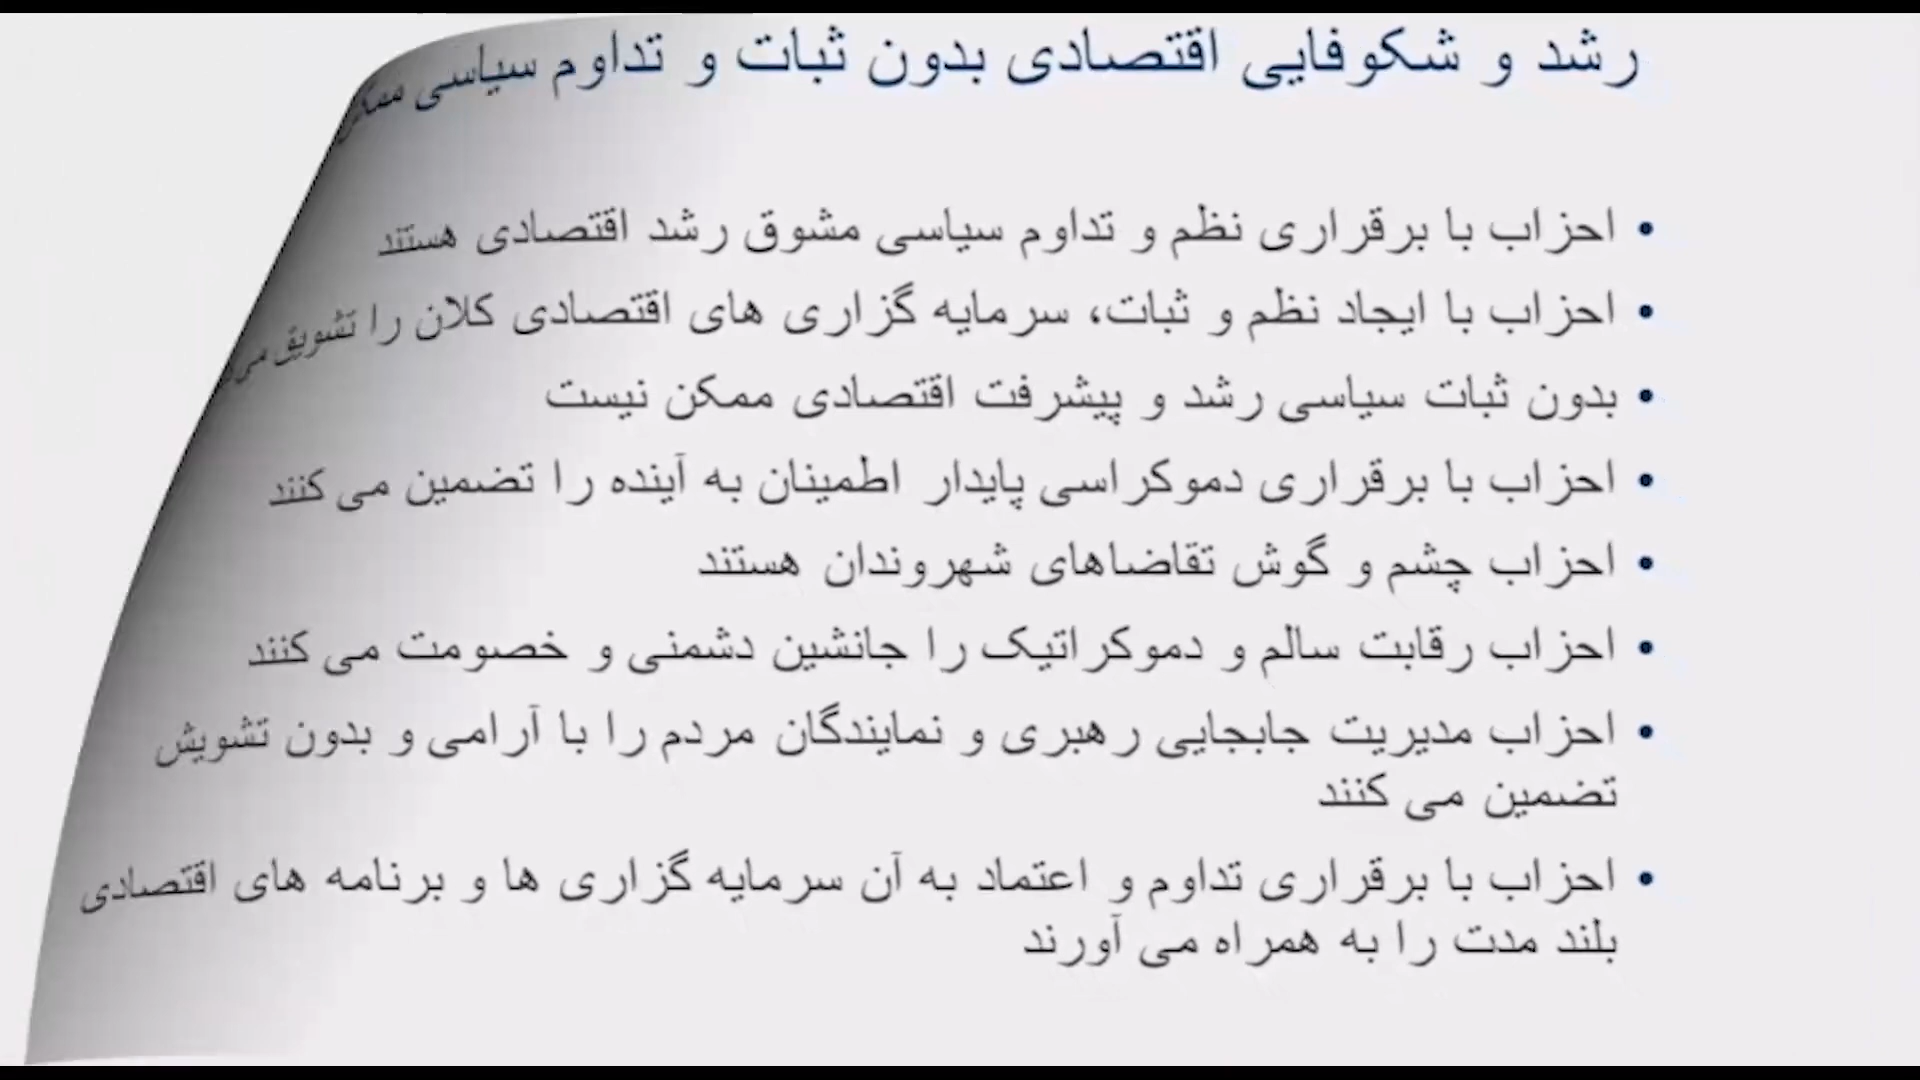 رشد و شکوفایی اقتصادی بدون ثبات و تداوم سیاسی
• احزاب با برقراری نظم و تداوم سیاسی مشوق رشد اقتصادی هستند
• احزاب با ایجاد نظم و ثبات، سرمایه گزاری های اقتصادی کلان را تشویق
• بدون ثبات سیاسی رشد و پیشرفت اقتصادی ممکن نیست
• احزاب با برقراری دموکراسی پایدار اطمینان به آینده را تضمین می کنند
• احزاب چشم و گوش تقاضاهای شهروندان هستند
• احزاب رقابت سالم و دموکراتیک را جانشین دشمنی و خصومت می کنند
• احزاب مدیریت جابجایی رهبری و نمایندگان مردم را با آرامی و بدون تشویش
تضمین می کنند
• احزاب با برقراری تداوم و اعتماد به آن سرمایه گزاری ها و برنامه های اقتصادی
بلند مدت را به همراه می آورند